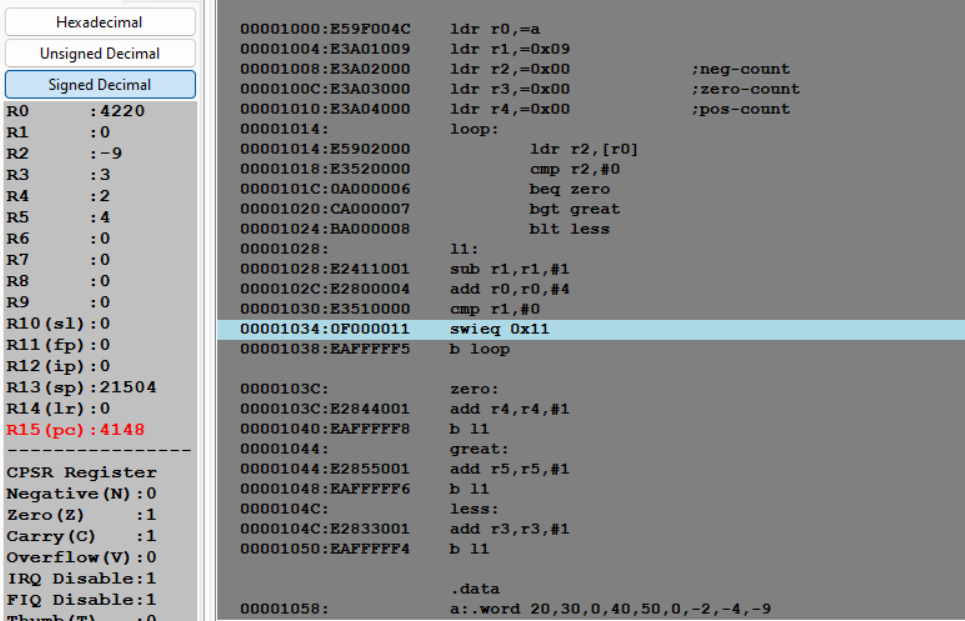 Hexadecimal
Unsigned Decimal
Signed Decimal
R0 :4220
R1 :0
R2 :-9
R3 :3
R4 :2
R5 :4
R6 :0
R7 :0
R8 :0
R9 :0
R10(sl):0
R11(fp):0
R12(ip):0
R13(sp):21504
R14(lr):0
R15(pc):4148
----------------
CPSR Register
Negative(N):0
Zero(Z) :1
Carry(C) :1
Overflow(V):0
IRQ Disable:1
FIQ Disable:1
Thumb(T) :0
00001000:E59F004C ldr r0,=a
00001004:E3A01009 ldr r1,=0x09
00001008:E3A02000 ldr r2,=0x00 ;neg-count
0000100C:E3A03000 ldr r3,=0x00 ;zero-count
00001010:E3A04000 ldr r4,=0x00 ;pos-count
00001014: loop:
00001014:E5902000 ldr r2,[r0]
00001018:E3520000 cmp r2,#0
0000101C:0A000006 beq zero
00001020:CA000007 bgt great
00001024:BA000008 blt less
00001028: l1:
00001028:E2411001 sub r1,r1,#1
0000102C:E2800004 add r0,r0,#4
00001030:E3510000 cmp r1,#0
00001034:0F000011 swieq 0x11
00001038:EAFFFFF5 b loop
0000103C: zero:
0000103C:E2844001 add r4,r4,#1
00001040:EAFFFFF8 b l1
00001044: great:
00001044:E2855001 add r5,r5,#1
00001048:EAFFFFF6 b l1
0000104C: less:
0000104C:E2833001 add r3,r3,#1
00001050:EAFFFFF4 b l1
.data
00001058: a:.word 20,30,0,40,50,0,-2,-4,-9